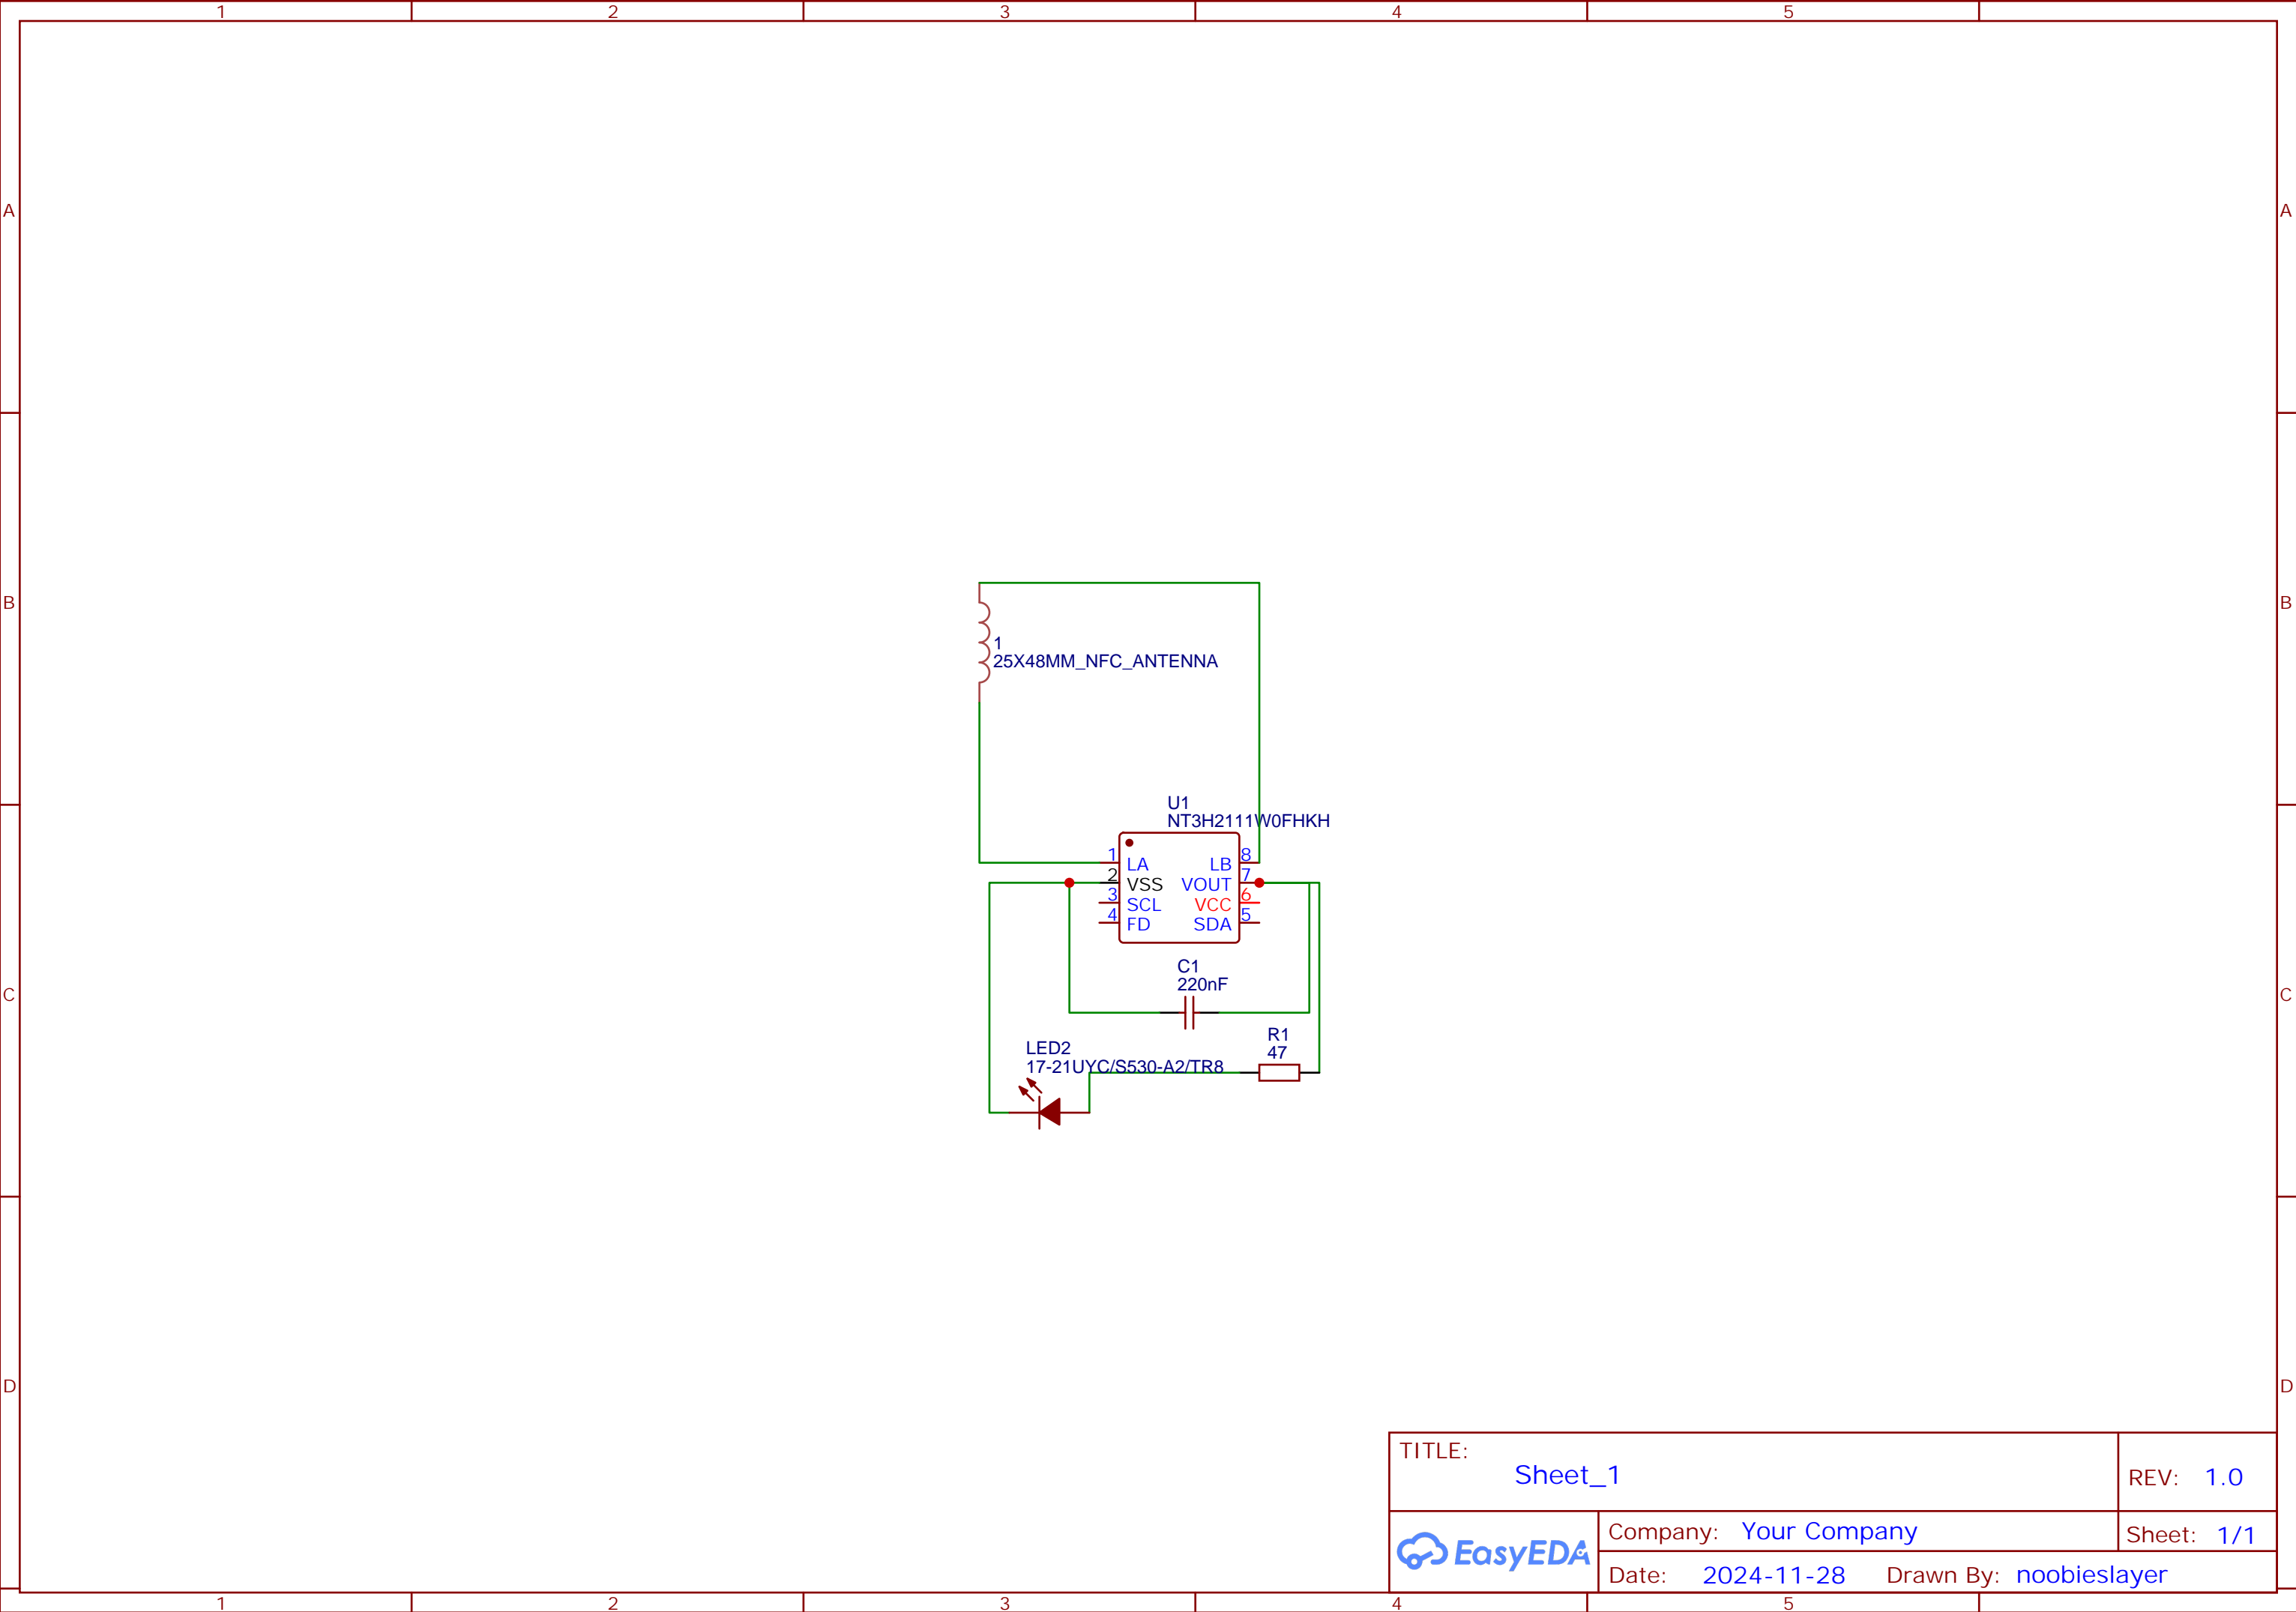 1 2 3 4 5
A A
B B
1
25X48MM_NFC_ANTENNA
U1
NT3H2111W0FHKH
1 LA LB 8
2 VSS VOUT 7
3 SCL VCC 6
4 FD SDA 5
C1
220nF
C C
R1
47
LED2
17-21UYC/S530-A2/TR8
D D
TITLE:
Sheet_1
REV: 1.0
EasyEDA
Company: Your Company
Sheet: 1/1
Date: 2024-11-28 Drawn By: noobieslayer
1 2 3 4 5